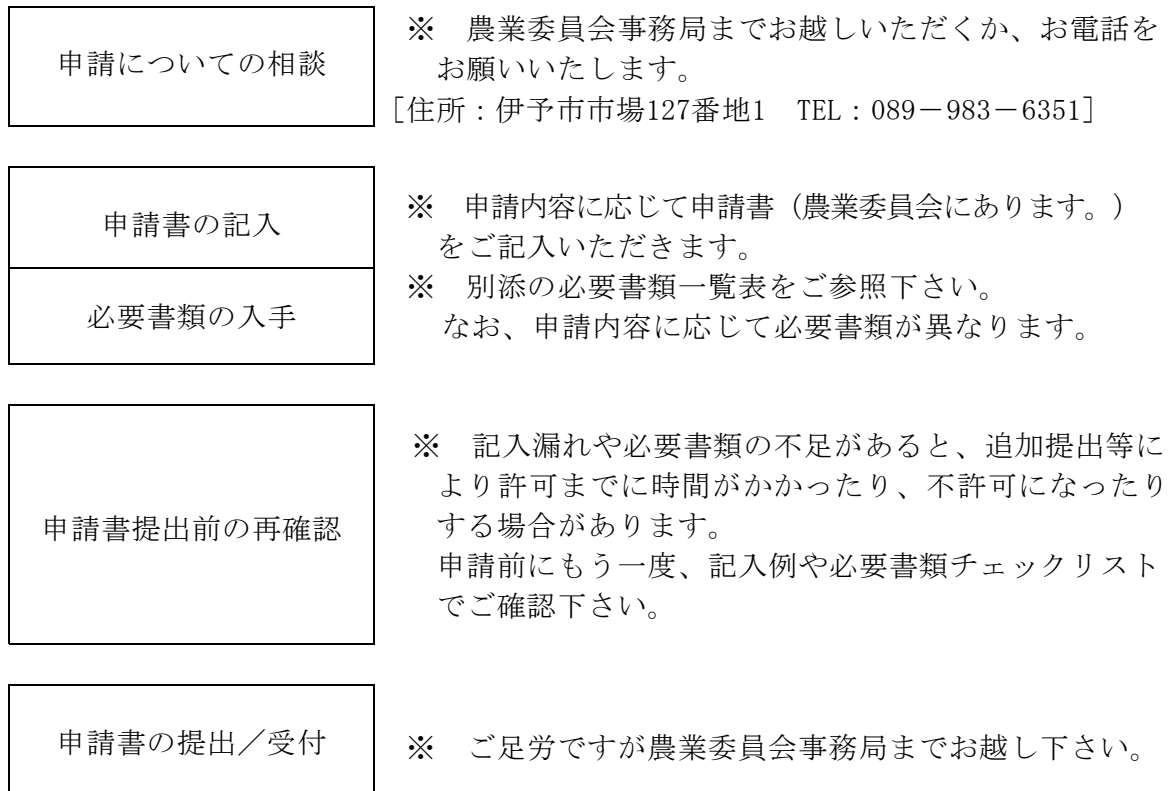 申請についての相談
※　農業委員会事務局までお越しいただくか、お電話を
お願いいたします。
[住所：伊予市市場127番地1　TEL：089－983－6351]
申請書の記入
※　申請内容に応じて申請書（農業委員会にあります。）
をご記入いただきます。
必要書類の入手
※　別添の必要書類一覧表をご参照下さい。
なお、申請内容に応じて必要書類が異なります。
申請書提出前の再確認
※　記入漏れや必要書類の不足があると、追加提出等に
より許可までに時間がかかったり、不許可になったり
する場合があります。
申請前にもう一度、記入例や必要書類チェックリスト
でご確認下さい。
申請書の提出／受付
※　ご足労ですが農業委員会事務局までお越し下さい。